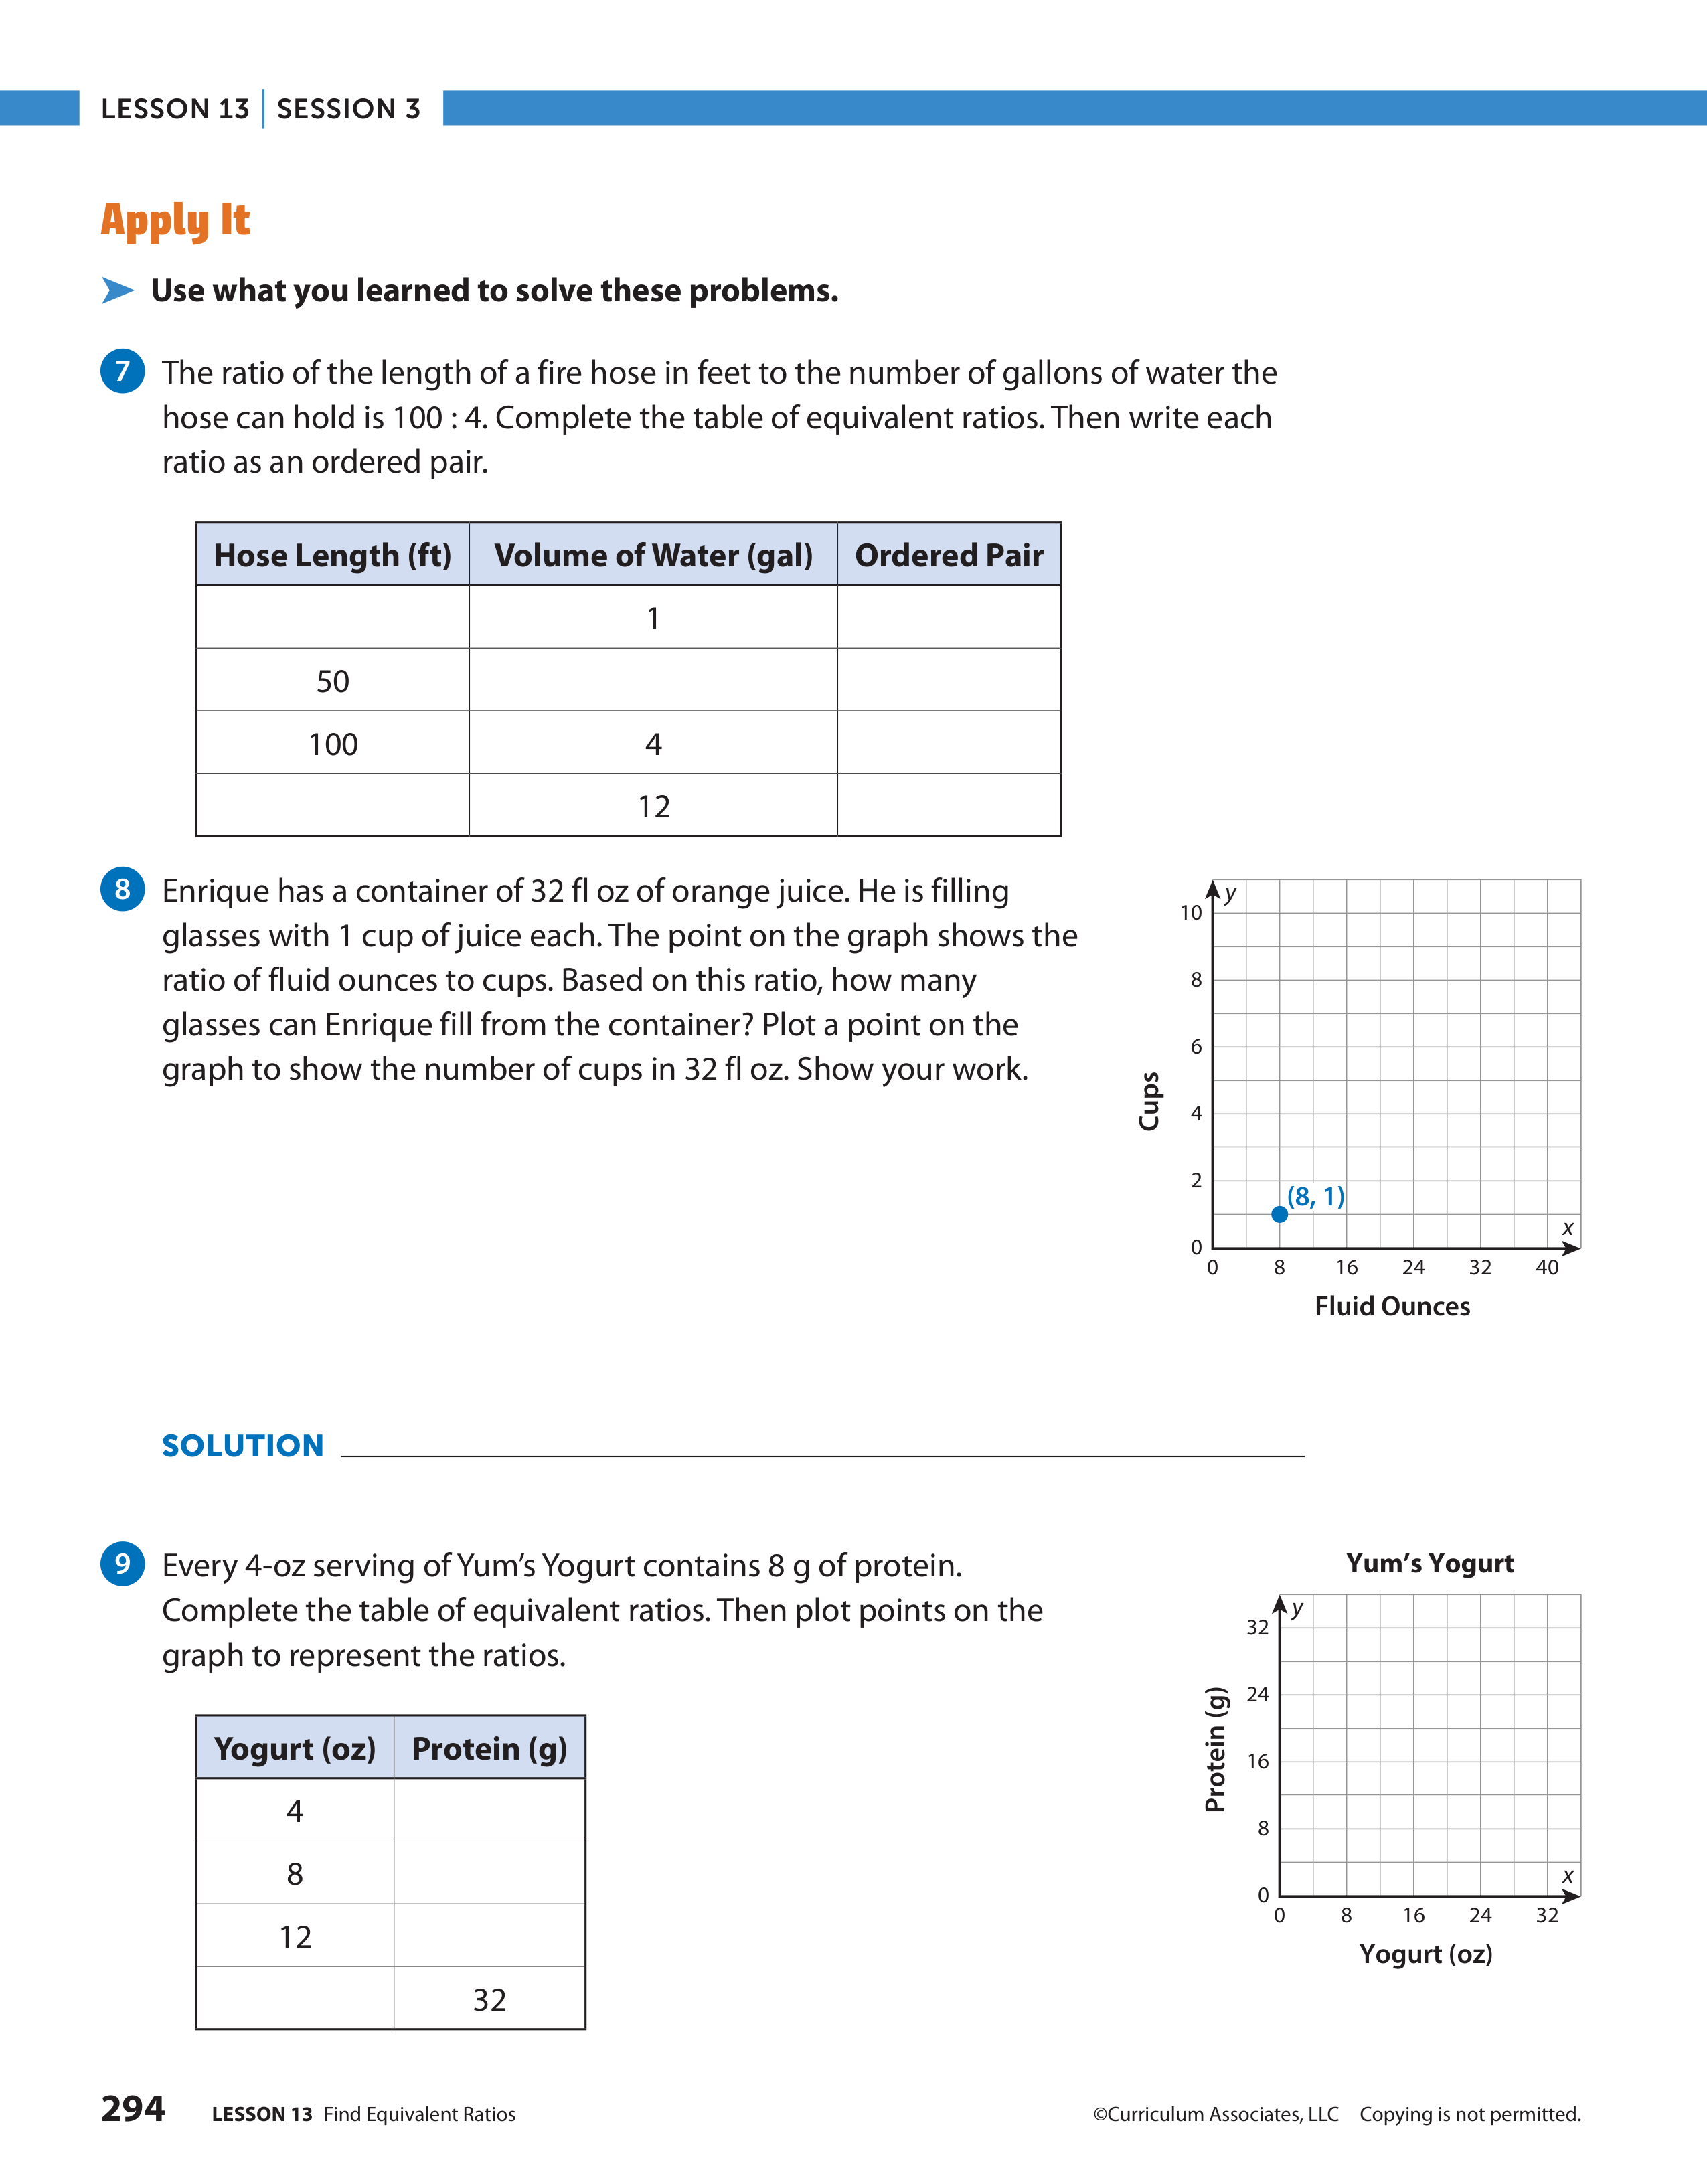 LESSON 13 | SESSION 3
Apply It
Use what you learned to solve these problems.
7 The ratio of the length of a fire hose in feet to the number of gallons of water the
hose can hold is 100 : 4. Complete the table of equivalent ratios. Then write each
ratio as an ordered pair.
Hose Length (ft) Volume of Water (gal) Ordered Pair
1
50
100 4
12
8 Enrique has a container of 32 fl oz of orange juice. He is filling
glasses with 1 cup of juice each. The point on the graph shows the
ratio of fluid ounces to cups. Based on this ratio, how many
glasses can Enrique fill from the container? Plot a point on the
graph to show the number of cups in 32 fl oz. Show your work.
y
10
8
6
Cups
4
2
(8, 1)
x
0
0 8 16 24 32 40
Fluid Ounces
SOLUTION
9 Every 4-oz serving of Yum's Yogurt contains 8 g of protein.
Complete the table of equivalent ratios. Then plot points on the
graph to represent the ratios.
Yogurt (oz) Protein (g)
4
8
12
32
Yum's Yogurt
y
32
24
Protein (g)
16
8
x
0
0 8 16 24 32
Yogurt (oz)
294 LESSON 13 Find Equivalent Ratios
©Curriculum Associates, LLC Copying is not permitted.